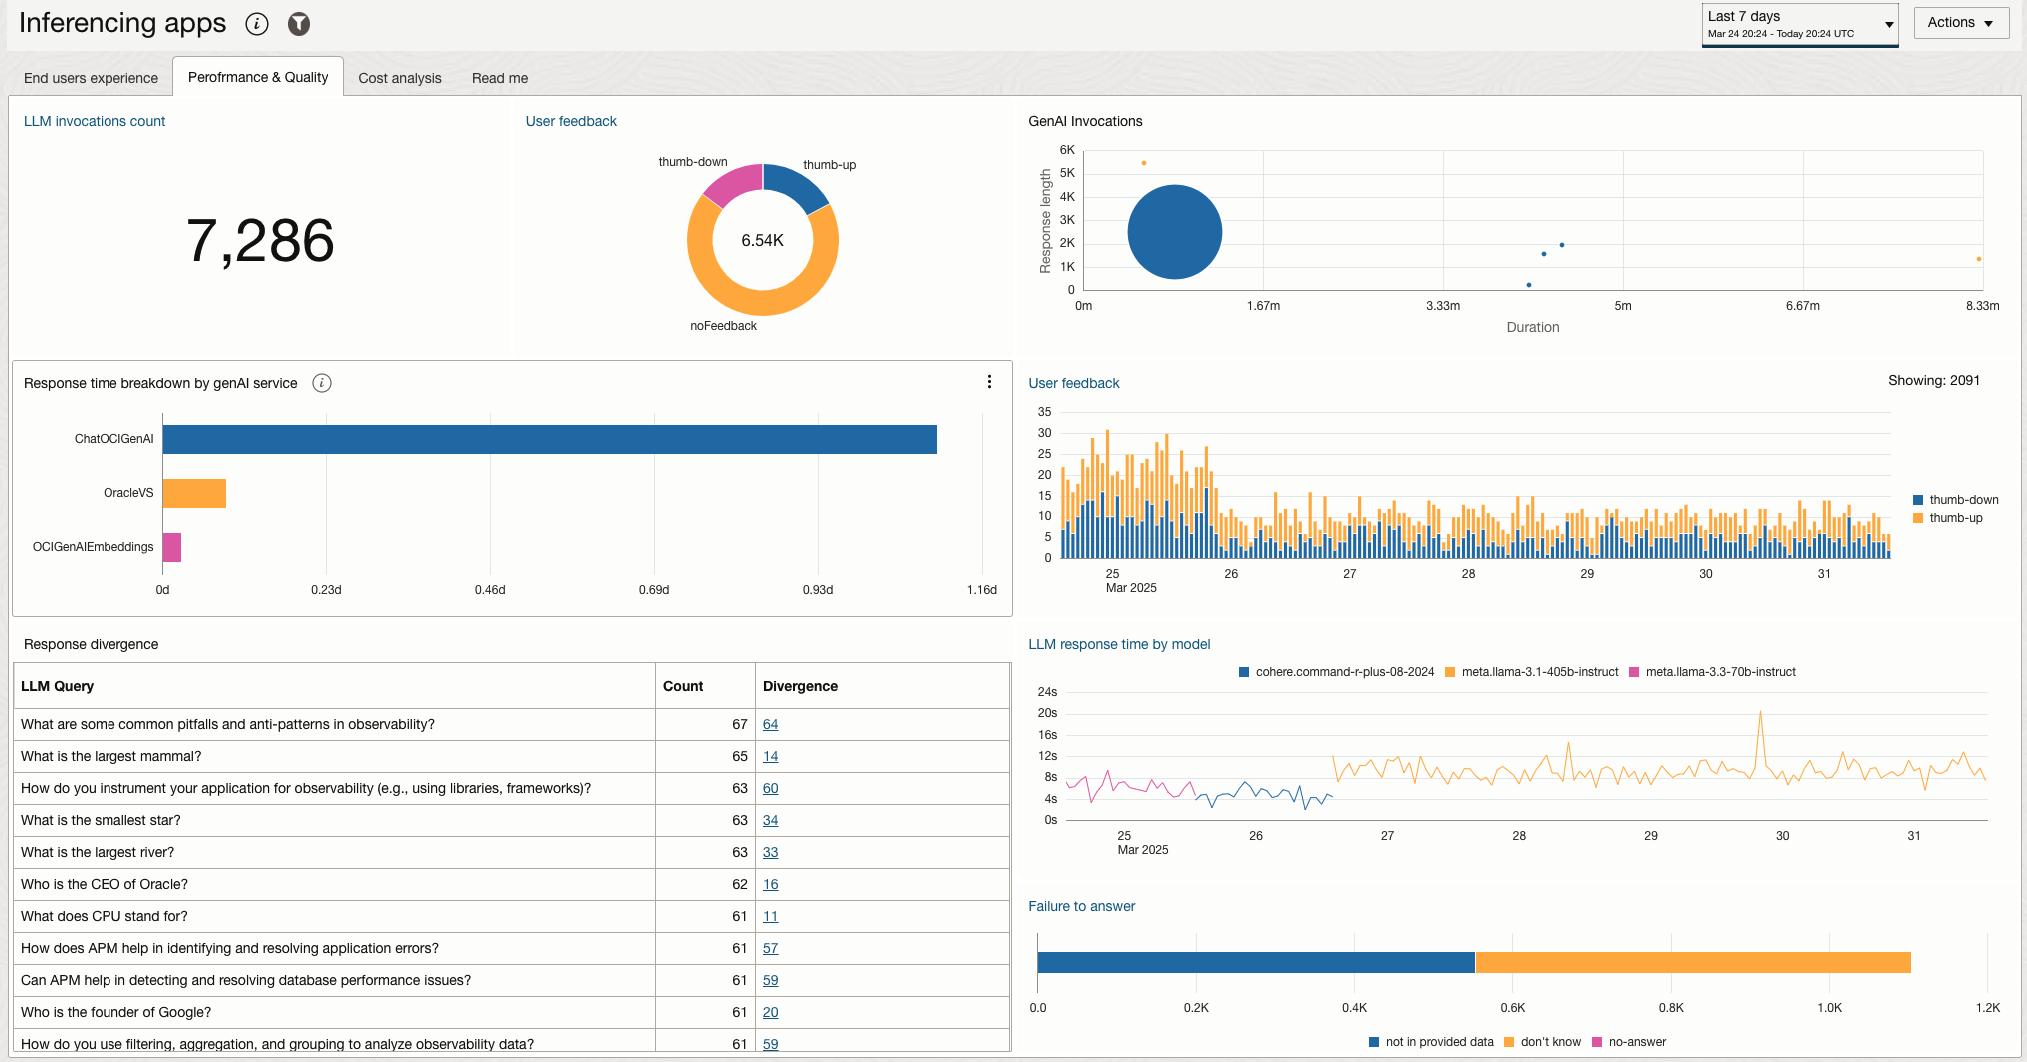 Inferencing apps
Last 7 days
Mar 24 20:24 - Today 20:24 UTC
Actions
End users experience
Perofrmance & Quality
Cost analysis
Read me
LLM invocations count
7,286
User feedback
thumb-down
thumb-up
6.54K
noFeedback
GenAI Invocations
Response length
6K
5K
4K
3K
2K
1K
0
0m 1.67m 3.33m 5m 6.67m 8.33m
Duration
Response time breakdown by genAI service
ChatOCIGenAI
OracleVS
OCIGenAIEmbeddings
0d 0.23d 0.46d 0.69d 0.93d 1.16d
User feedback
Showing: 2091
35
30
25
20
15
10
5
0
25 26 27 28 29 30 31
Mar 2025
thumb-down
thumb-up
Response divergence
LLM Query Count Divergence
What are some common pitfalls and anti-patterns in observability? 67 64
What is the largest mammal? 65 14
How do you instrument your application for observability (e.g., using libraries, frameworks)? 63 60
What is the smallest star? 63 34
What is the largest river? 63 33
Who is the CEO of Oracle? 62 16
What does CPU stand for? 61 11
How does APM help in identifying and resolving application errors? 61 57
Can APM help in detecting and resolving database performance issues? 61 59
Who is the founder of Google? 61 20
How do you use filtering, aggregation, and grouping to analyze observability data? 61 59
LLM response time by model
cohere.command-r-plus-08-2024 meta.llama-3.1-405b-instruct meta.llama-3.3-70b-instruct
24s
20s
16s
12s
8s
4s
0s
25 26 27 28 29 30 31
Mar 2025
Failure to answer
0.0 0.2K 0.4K 0.6K 0.8K 1.0K 1.2K
not in provided data don't know no-answer